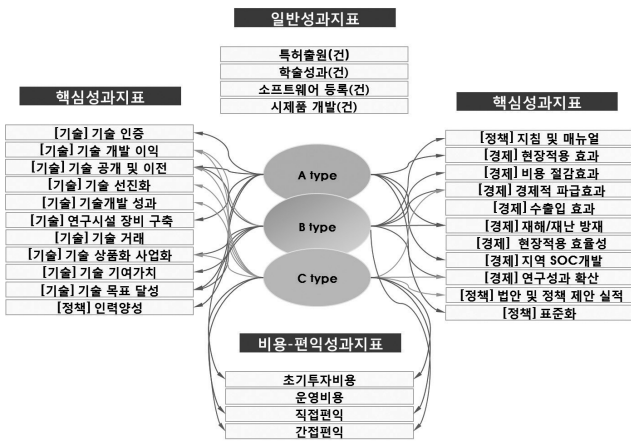 일반성과지표
특허출원(건)
학술성과(건)
소프트웨어 등록(건)
시제품 개발(건)
핵심성과지표
[기술] 기술 인증
[기술] 기술 개발 이익
[기술] 기술 공개 및 이전
[기술] 기술 선진화
[기술] 기술개발 성과
[기술] 연구시설 장비 구축
[기술] 기술 거래
[기술] 기술 상품화 사업화
[기술] 기술 기여가치
[기술] 기술 목표 달성
[정책] 인력양성
A type
B type
C type
핵심성과지표
[정책] 지침 및 매뉴얼
[경제] 현장적용 효과
[경제] 비용 절감효과
[경제] 경제적 파급효과
[경제] 수출입 효과
[경제] 재해/재난 방재
[경제] 현장적용 효율성
[경제] 지역 SOC개발
[경제] 연구성과 확산
[정책] 법안 및 정책 제안 실적
[정책] 표준화
비용-편익성과지표
초기투자비용
운영비용
직접편익
간접편익